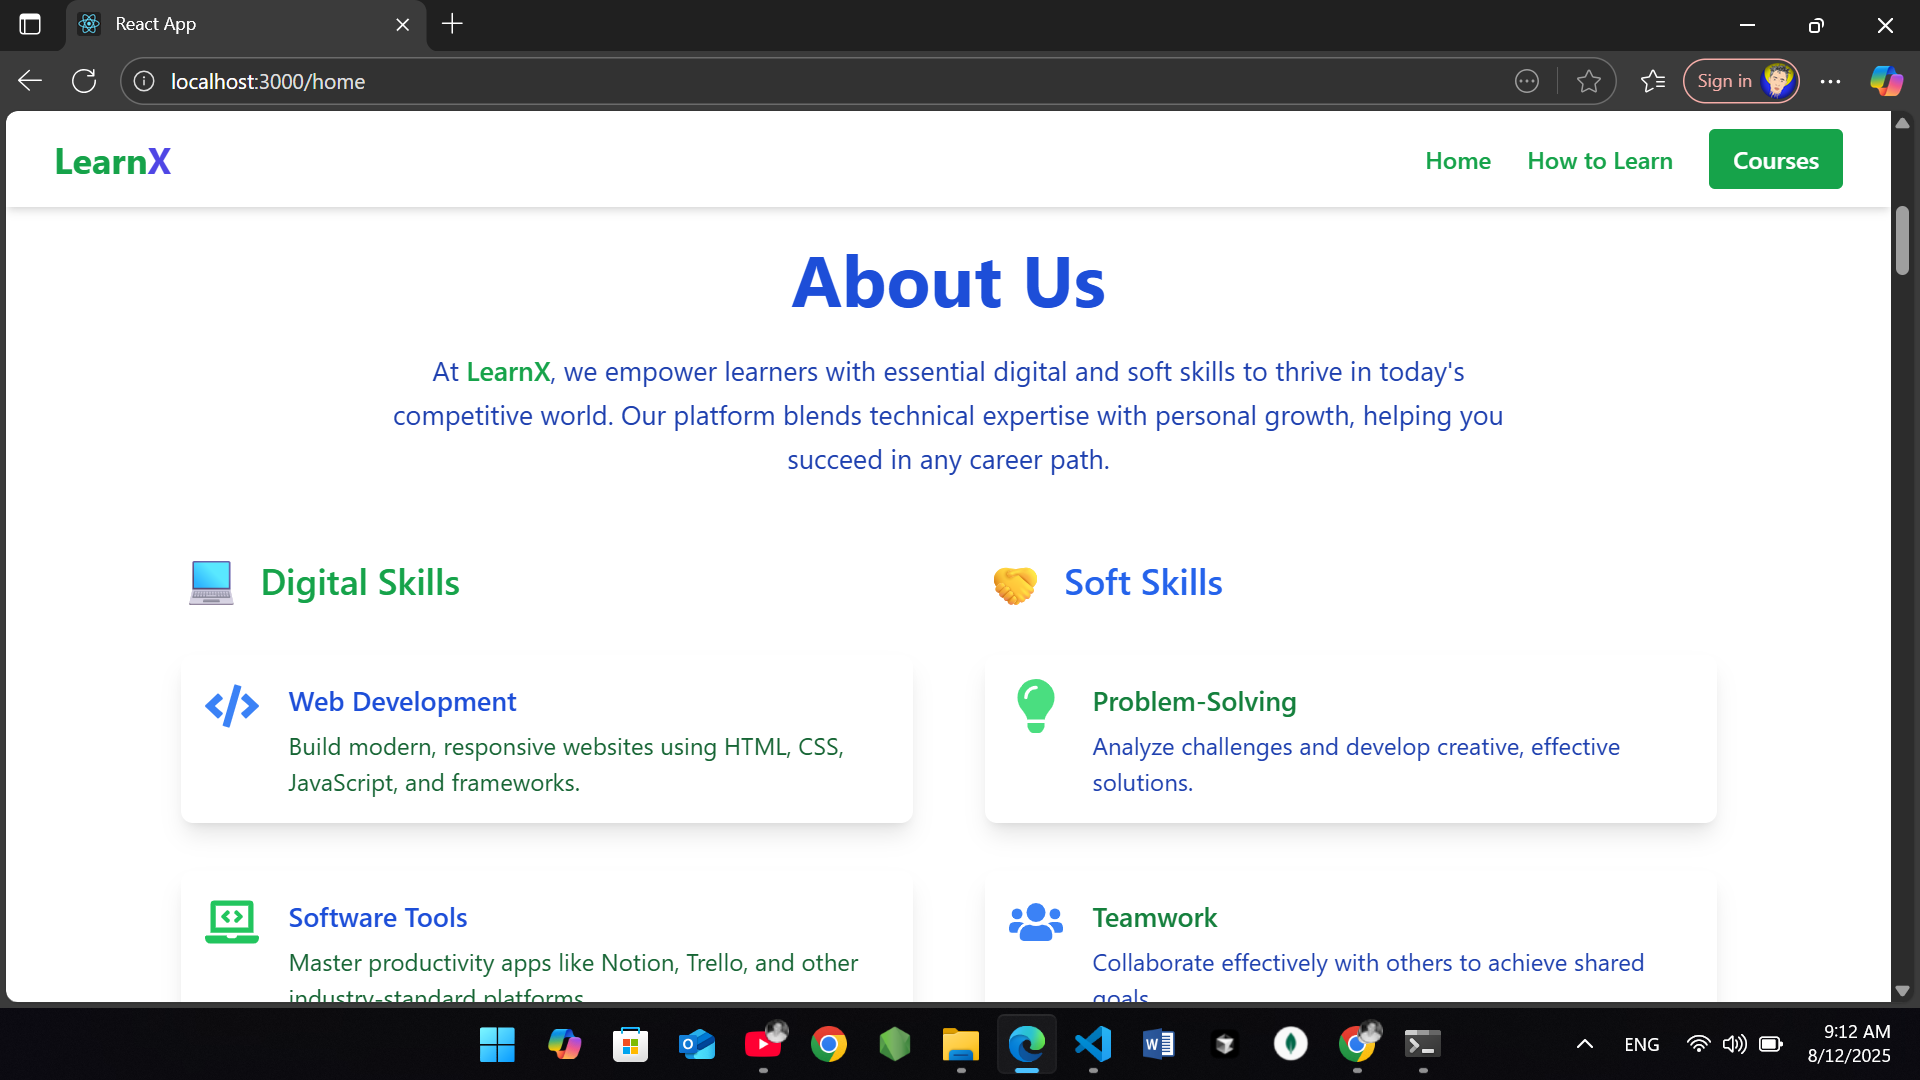 React App
localhost:3000/home
Sign in
LearnX
Home
How to Learn
Courses
About Us
At LearnX, we empower learners with essential digital and soft skills to thrive in today's
competitive world. Our platform blends technical expertise with personal growth, helping you
succeed in any career path.
Digital Skills
Soft Skills
Web Development
Build modern, responsive websites using HTML, CSS,
JavaScript, and frameworks.
Problem-Solving
Analyze challenges and develop creative, effective
solutions.
Software Tools
Master productivity apps like Notion, Trello, and other
industry-standard platforms
Teamwork
Collaborate effectively with others to achieve shared
goals
ENG
9:12 AM
8/12/2025